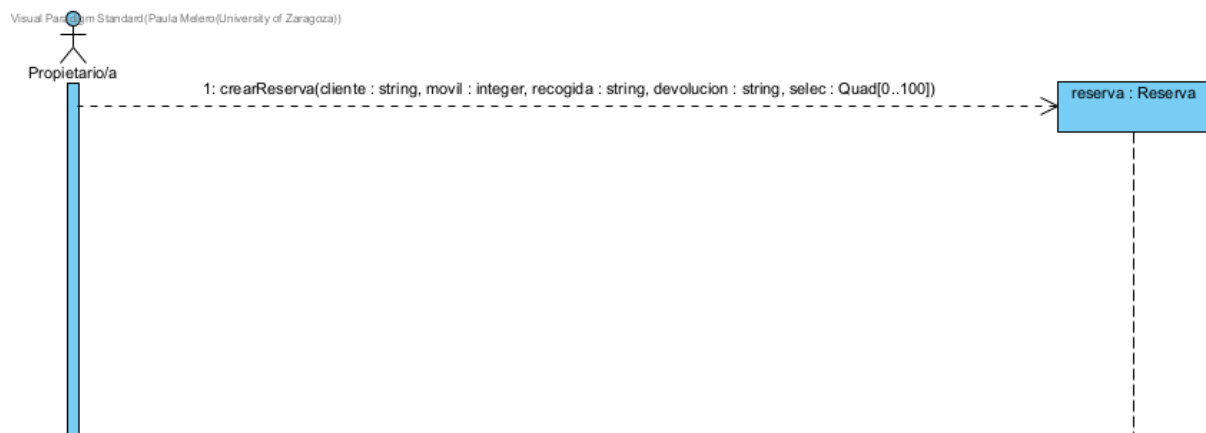 Visual Paradigm Standard(Paula Melero(University of Zaragoza))
Propietario/a
1: crearReserva(cliente : string, movil : integer, recogida : string, devolucion : string, selec : Quad[0..100])
reserva : Reserva